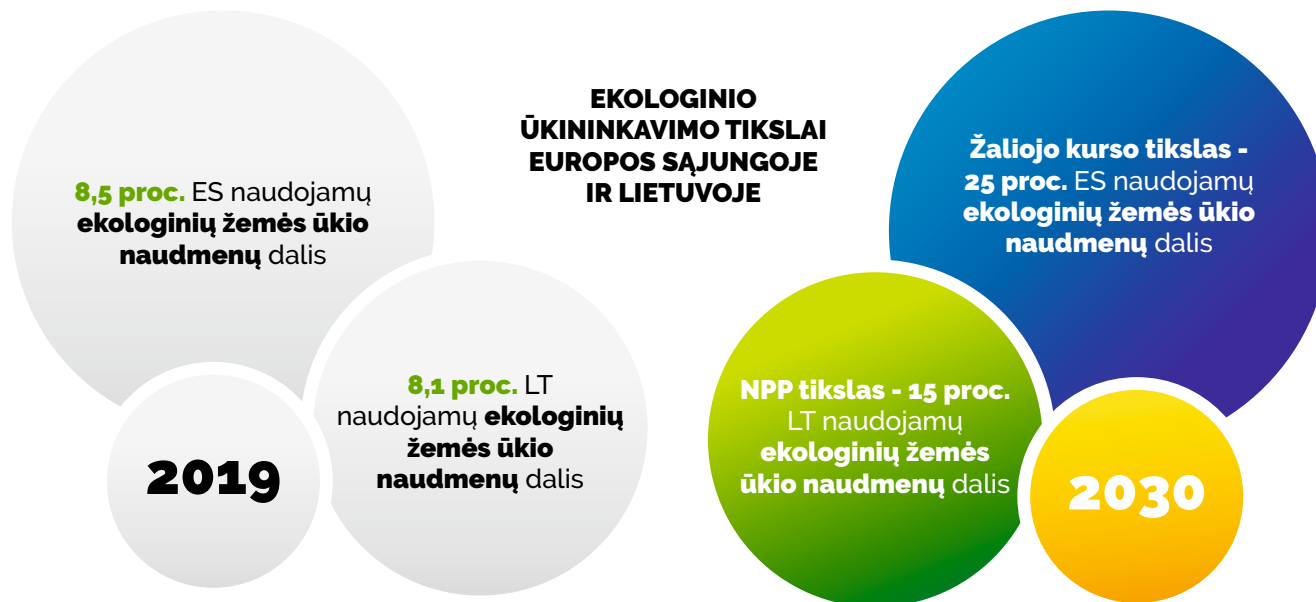 EKOLOGINIO
ŪKININKAVIMO TIKSLAI
EUROPOS SĄJUNGOJE
IR LIETUVOJE
8,5 proc. ES naudojamų
ekologinių žemės ūkio
naudmenų dalis
8,1 proc. LT
naudojamų ekologinių
žemės ūkio
naudmenų dalis
2019
Žaliojo kurso tikslas -
25 proc. ES naudojamų
ekologinių žemės ūkio
naudmenų dalis
NPP tikslas - 15 proc.
LT naudojamų
ekologinių žemės
ūkio naudmenų dalis
2030